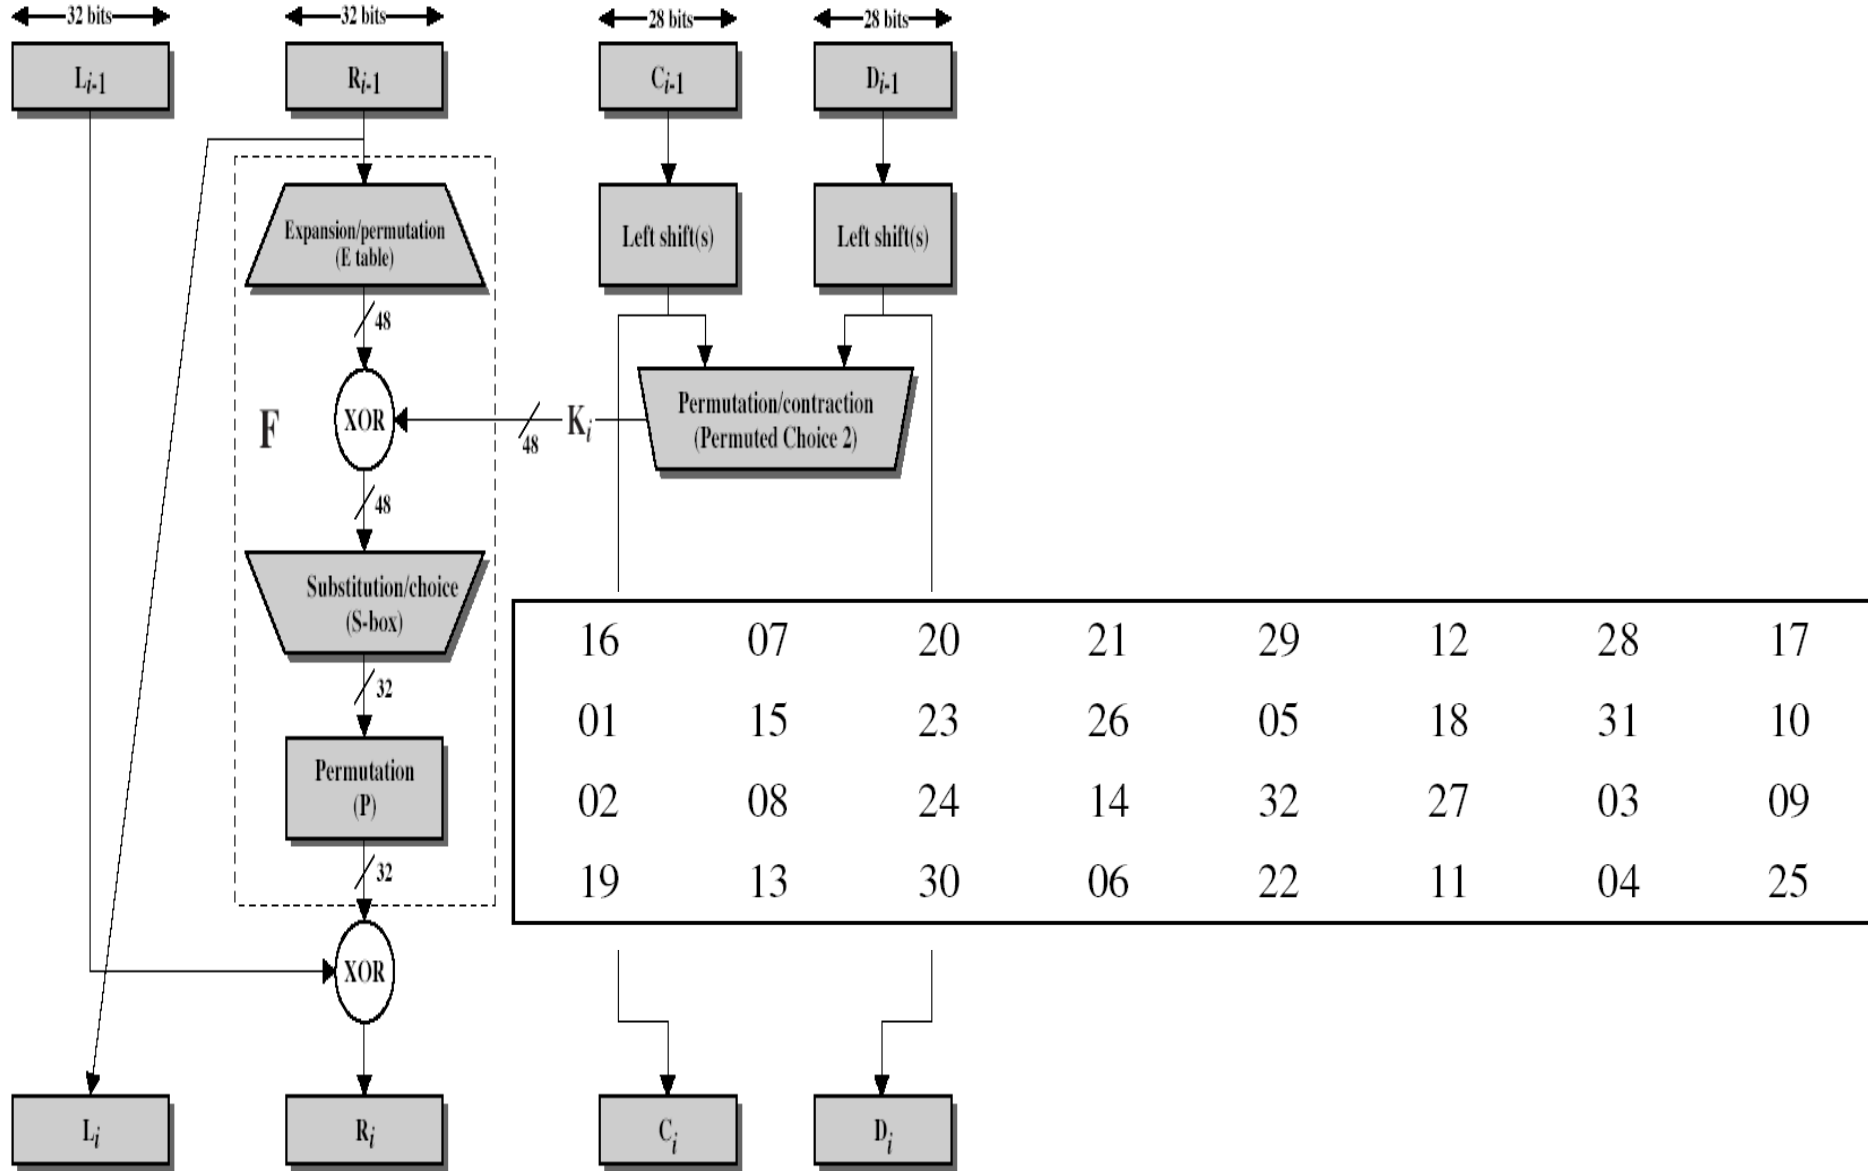 32 bits 32 bits 28 bits 28 bits
Li-1 Ri-1 Ci-1 Di-1
Expansion/permutation
(E table)
Left shift(s) Left shift(s)
48
F XOR 48 Ki
Permutation/contraction
(Permuted Choice 2)
48
Substitution/choice
(S-box)
32
Permutation
(P)
32
16 07 20 21 29 12 28 17
01 15 23 26 05 18 31 10
02 08 24 14 32 27 03 09
19 13 30 06 22 11 04 25
XOR
Li Ri Ci Di